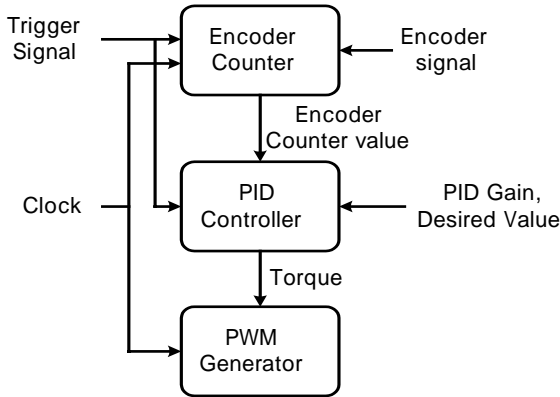 Trigger
Signal
Encoder
Counter
Encoder
signal
Encoder
Counter value
Clock
PID
Controller
PID Gain,
Desired Value
Torque
PWM
Generator